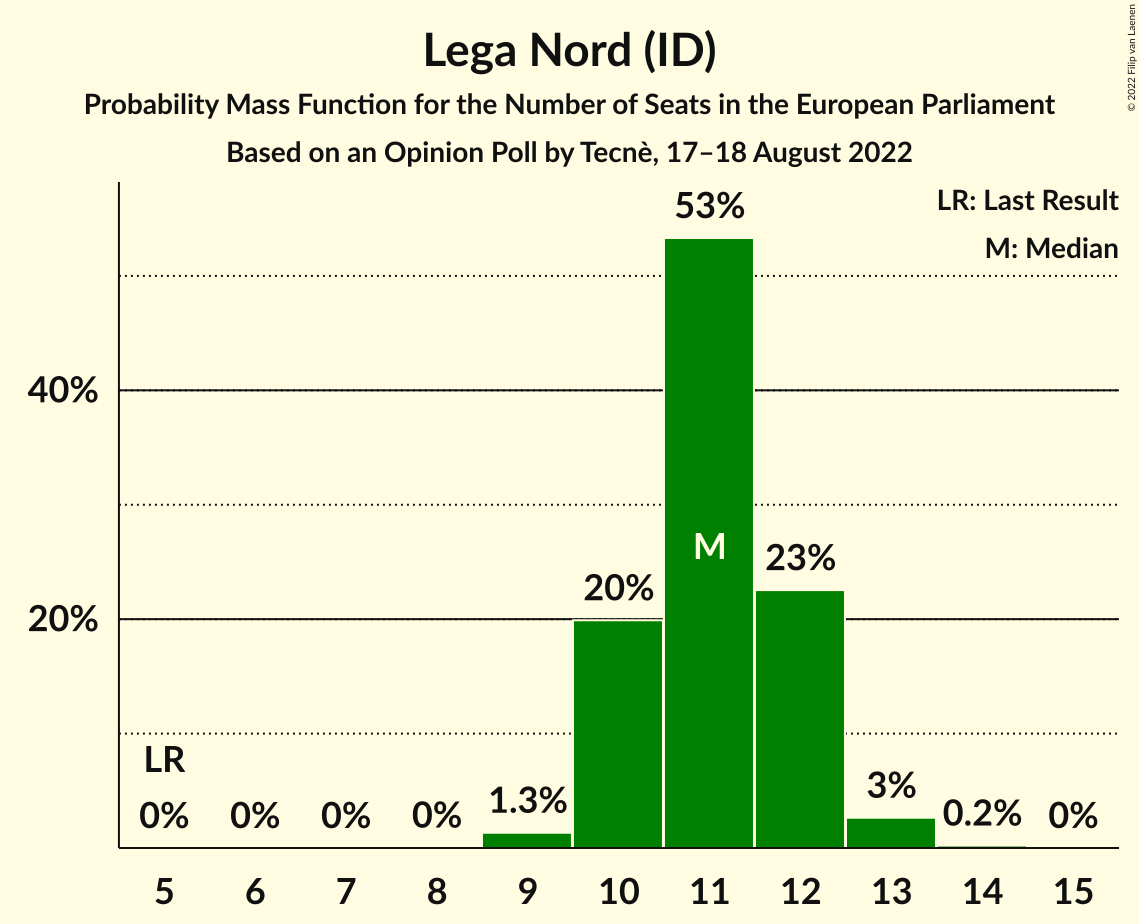 Lega Nord (ID)
Probability Mass Function for the Number of Seats in the European Parliament
Based on an Opinion Poll by Tecnè, 17–18 August 2022
© 2022 Filip van Laenen
LR: Last Result
M: Median
53%
40%
M
23%
20%
20%
LR
0%
0%
0%
0%
1.3%
3%
0.2%
0%
5 6 7 8 9 10 11 12 13 14 15